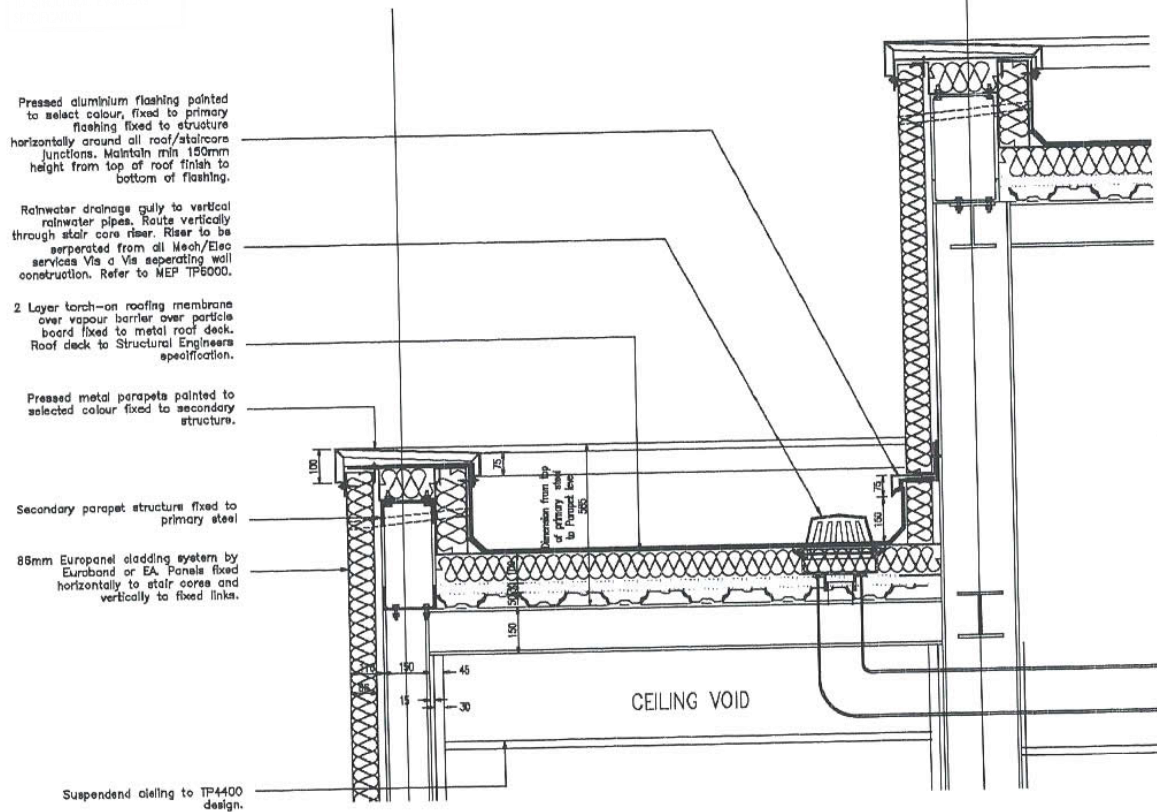 Pressed aluminium flashing painted
to select colour, fixed to primary
flashing fixed to structure
horizontally around all roof/staircore
junctions. Maintain min 150mm
height from top of roof finish to
bottom of flashing.
Rainwater drainage gully to vertical
rainwater pipes. Route vertically
through stair core riser. Riser to be
serperated from all Mech/Elec
services Vis a Vis seperating wall
construction. Refer to MEP TP5000.
2 Layer torch-on roofing membrane
over vapour barrier over particle
board fixed to metal roof deck.
Roof deck to Structural Engineers
specification.
Pressed metal parapets painted to
selected colour fixed to secondary
structure.
100
75
Dimension from top
of primary steel
to Parapet level
565
75
150
Secondary parapet structure fixed to
primary steel
85mm Europanel cladding system by
Euroband or EA. Panels fixed
horizontally to stair cores and
vertically to fixed links.
150
150
45
15
30
CEILING VOID
Suspendend cieling to TP4400
design.